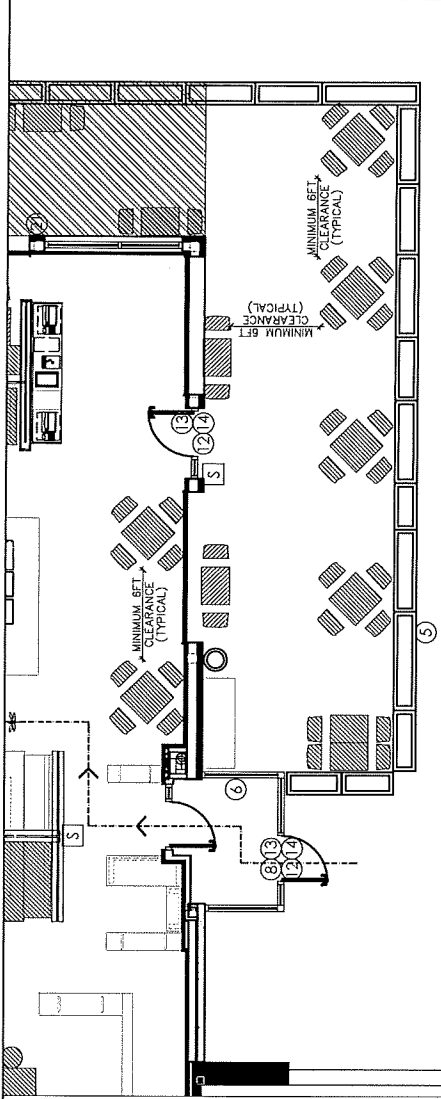 21
MINIMUM 6FT
CLEARANCE
(TYPICAL)
MINIMUM 6FT
CLEARANCE
(TYPICAL)
13
12
14
S
MINIMUM 6FT
CLEARANCE
(TYPICAL)
5
6
S
8
13
12
14